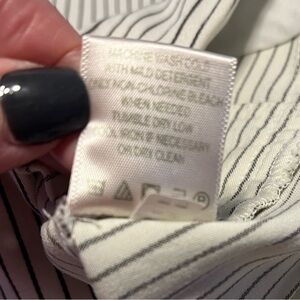 MACHINE WASH COLD
WITH MILD DETERGENT
ONLY NON-CHLORINE BLEACH
WHEN NEEDED
TUMBLE DRY LOW
COOL IRON IF NECESSARY
OR DRY CLEAN